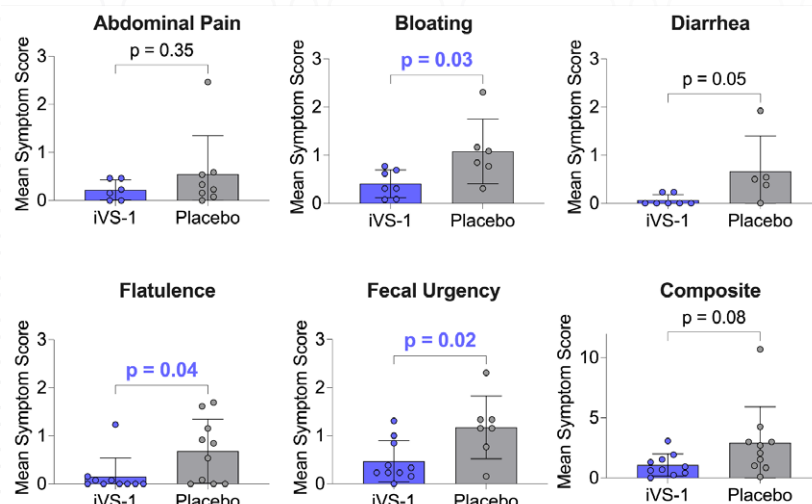 Abdominal Pain
p = 0.35
Mean Symptom Score
3
2
1
0
iVS-1
Placebo
Bloating
p = 0.03
Mean Symptom Score
3
2
1
0
iVS-1
Placebo
Diarrhea
p = 0.05
Mean Symptom Score
3
2
1
0
iVS-1
Placebo
Flatulence
p = 0.04
Mean Symptom Score
3
2
1
0
iVS-1
Placebo
Fecal Urgency
p = 0.02
Mean Symptom Score
3
2
1
0
iVS-1
Placebo
Composite
p = 0.08
Mean Symptom Score
10
5
0
iVS-1
Placebo